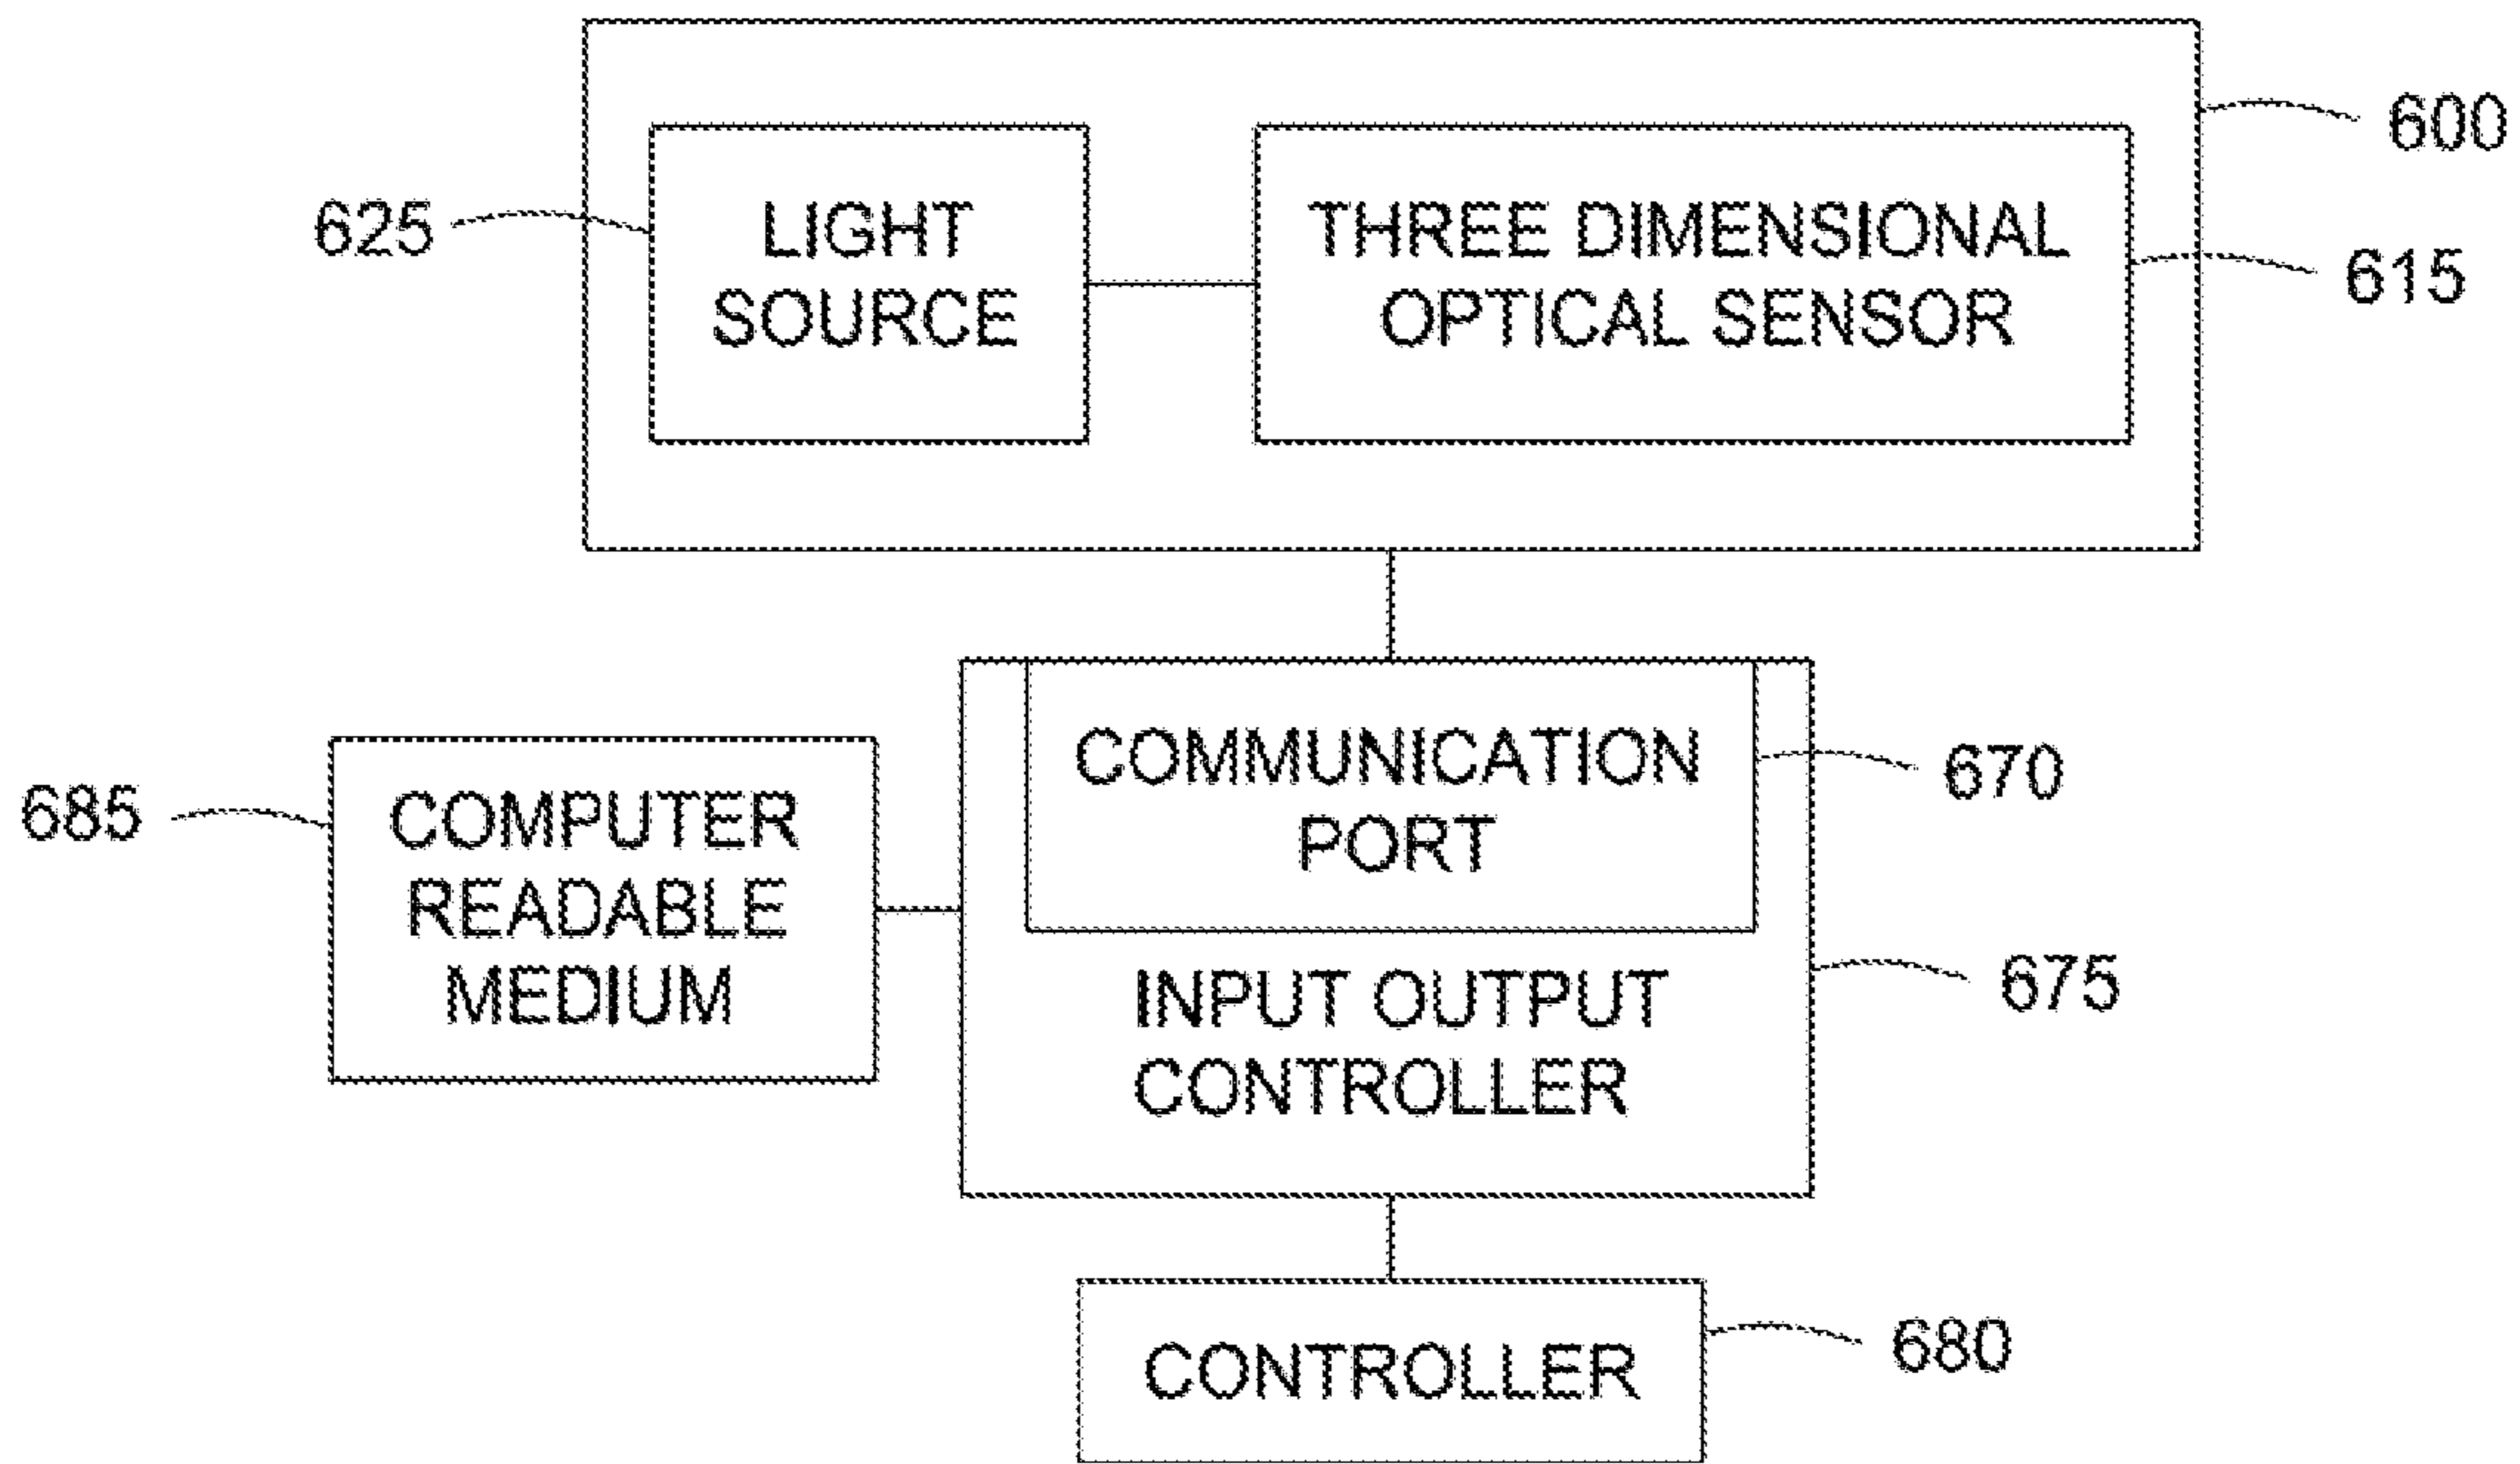 600
625
LIGHT
SOURCE
THREE DIMENSIONAL
OPTICAL SENSOR
615
COMMUNICATION
PORT
670
685
COMPUTER
READABLE
MEDIUM
INPUT OUTPUT
CONTROLLER
675
CONTROLLER
680